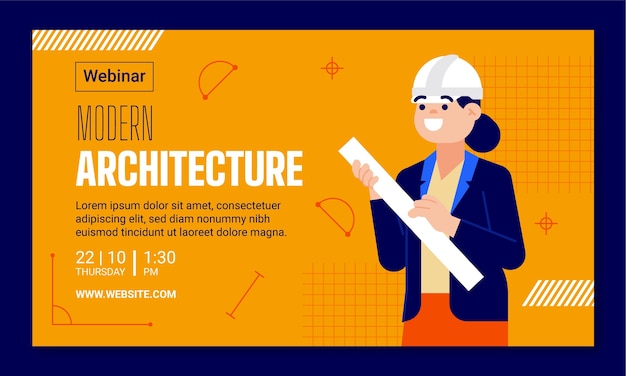 Webinar
MODERN
ARCHITECTURE
Lorem ipsum dolor sit amet, consectetur
adipiscing elit, sed diam nonummy nibh
euismod tincidunt ut laoreet dolore magna.
22 | 10 | 1:30
THURSDAY | PM
WWW.WEBSITE.COM